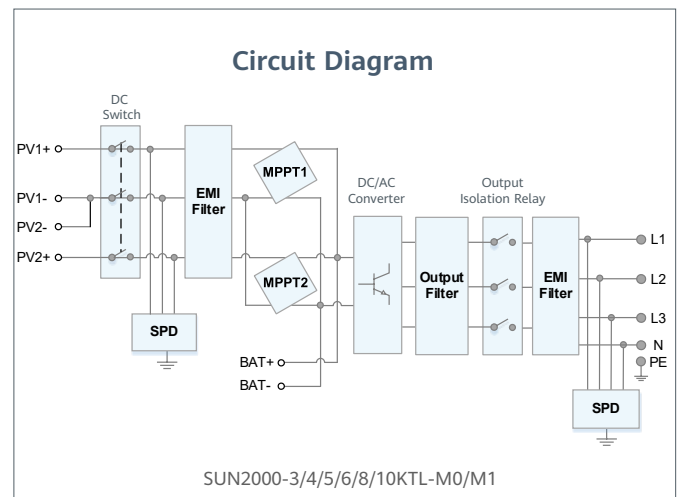 Circuit Diagram
DC
Switch
PV1+
PV1-
PV2-
PV2+
EMI
Filter
MPPT1
MPPT2
SPD
BAT+
BAT-
DC/AC
Converter
Output
Filter
Output
Isolation Relay
EMI
Filter
L1
L2
L3
N
PE
SPD
SUN2000-3/4/5/6/8/10KTL-M0/M1